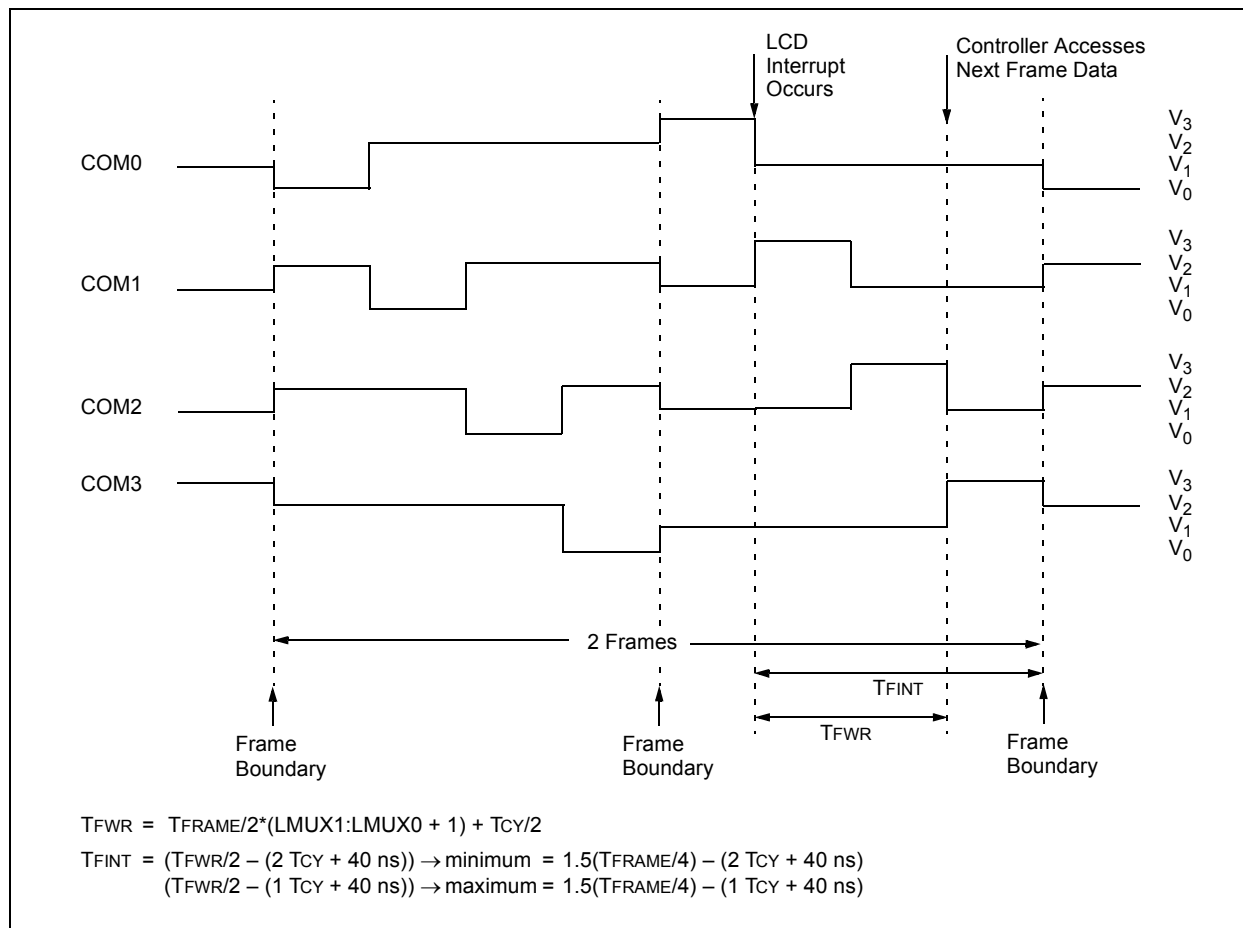 LCD
Interrupt
Occurs
Controller Accesses
Next Frame Data
COM0
V3
V2
V1
V0
COM1
V3
V2
V1
V0
COM2
V3
V2
V1
V0
COM3
V3
V2
V1
V0
2 Frames
TFINT
TFWR
Frame
Boundary
Frame
Boundary
Frame
Boundary
TFWR = TFRAME/2*(LMUX1:LMUX0 + 1) + TCY/2
TFINT = (TFWR/2 – (2 TCY + 40 ns)) → minimum = 1.5(TFRAME/4) – (2 TCY + 40 ns)
(TFWR/2 – (1 TCY + 40 ns)) → maximum = 1.5(TFRAME/4) – (1 TCY + 40 ns)